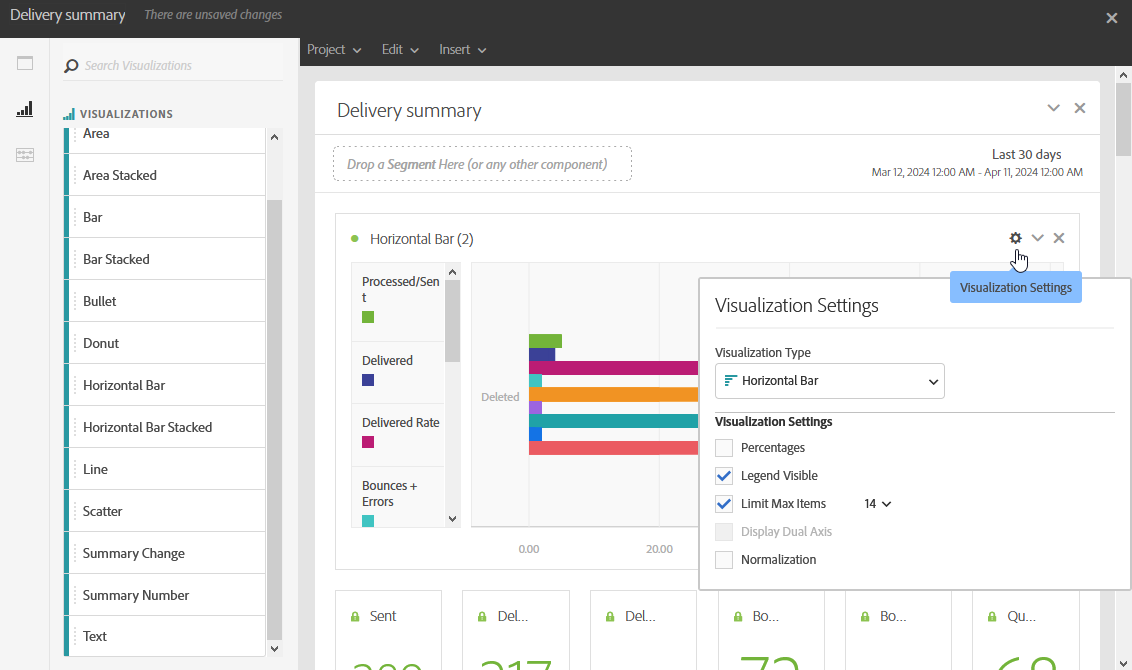 Delivery summary
There are unsaved changes
Project
Edit
Insert
Search Visualizations
VISUALIZATIONS
Area
Area Stacked
Bar
Bar Stacked
Bullet
Donut
Horizontal Bar
Horizontal Bar Stacked
Line
Scatter
Summary Change
Summary Number
Text
Delivery summary
Drop a Segment Here (or any other component)
Last 30 days
Mar 12, 2024 12:00 AM - Apr 11, 2024 12:00 AM
Horizontal Bar (2)
Processed/Sen
t
Delivered
Delivered Rate
Bounces +
Errors
Deleted
0.00
20.00
Visualization Settings
Visualization Settings
Visualization Type
Horizontal Bar
Visualization Settings
Percentages
Legend Visible
Limit Max Items 14
Display Dual Axis
Normalization
Sent
Del...
Del...
Bo...
Bo...
Qu...